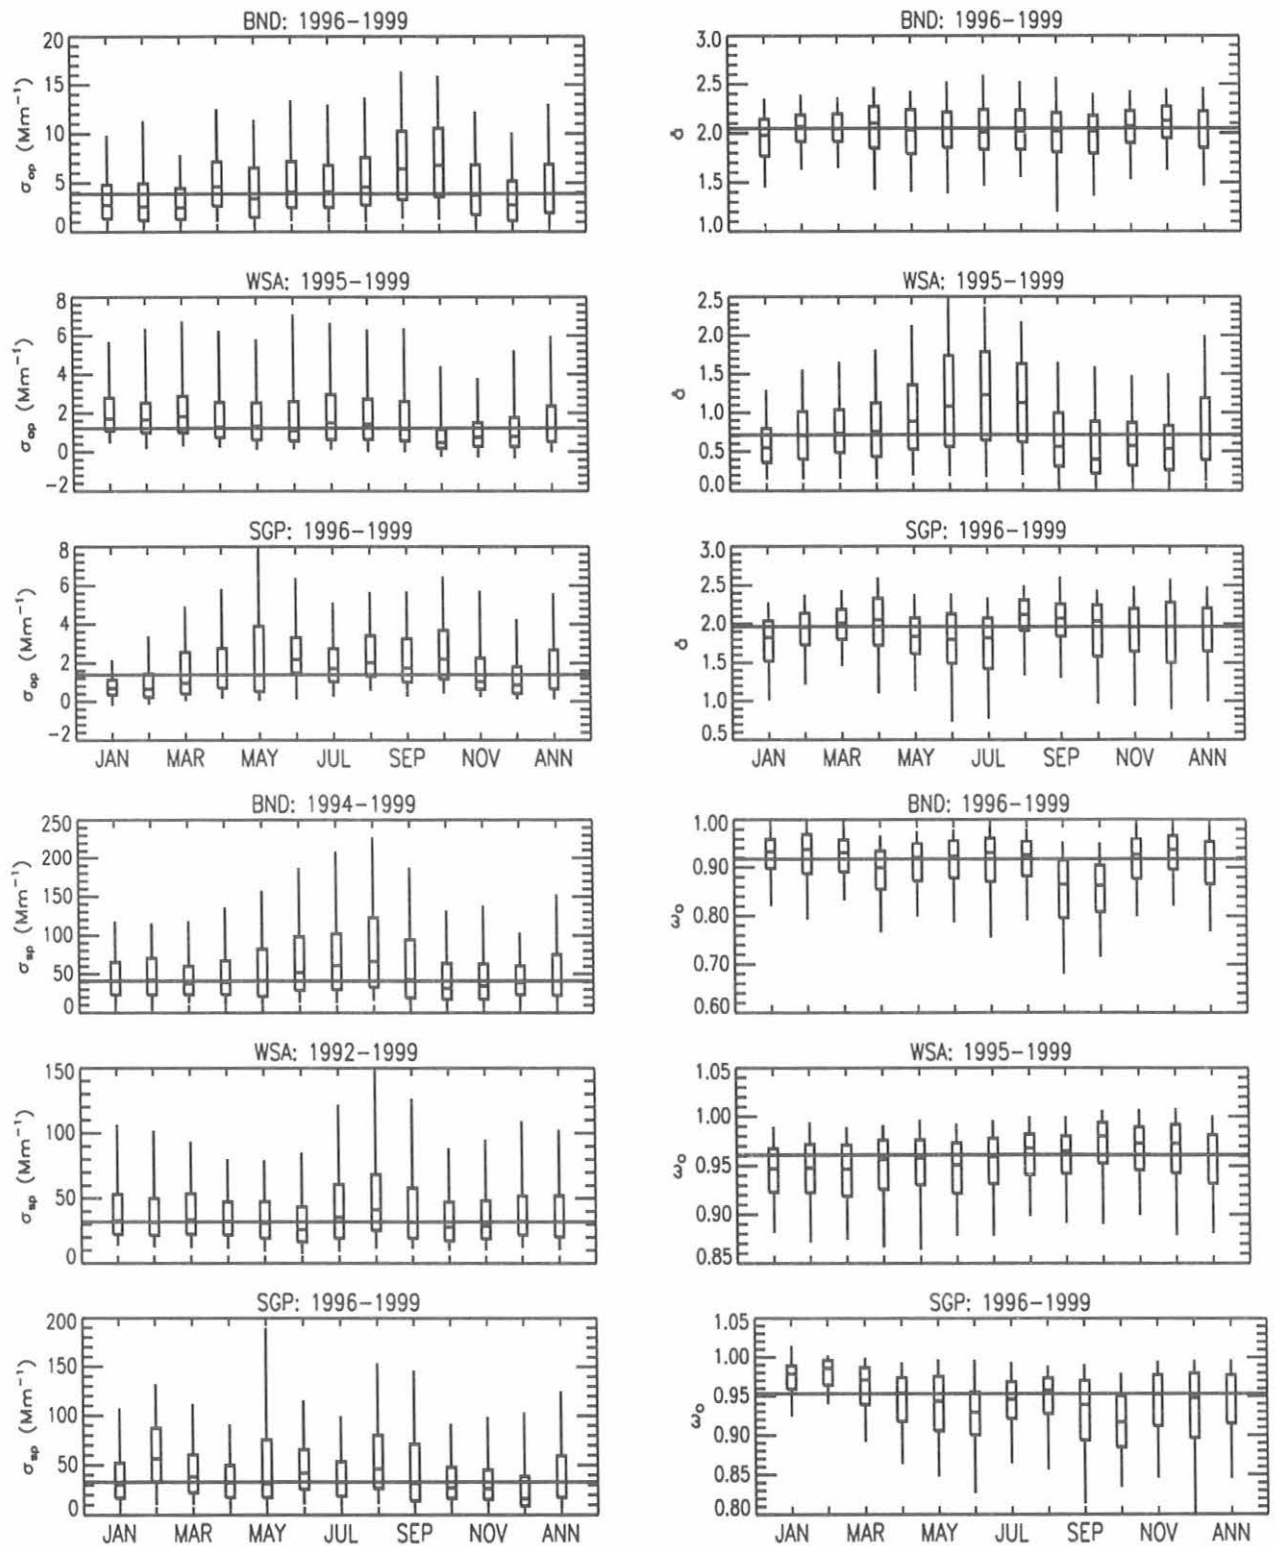 BND: 1996-1999
20
15
10
5
0
σap (Mm⁻¹)
BND: 1996-1999
3.0
2.5
2.0
1.5
1.0
å
WSA: 1995-1999
8
6
4
2
0
-2
σap (Mm⁻¹)
WSA: 1995-1999
2.5
2.0
1.5
1.0
0.5
0.0
å
SGP: 1996-1999
8
6
4
2
0
-2
σap (Mm⁻¹)
JAN MAR MAY JUL SEP NOV ANN
SGP: 1996-1999
3.0
2.5
2.0
1.5
1.0
0.5
å
JAN MAR MAY JUL SEP NOV ANN
BND: 1994-1999
250
200
150
100
50
0
σsp (Mm⁻¹)
BND: 1996-1999
1.00
0.90
0.80
0.70
0.60
ωo
WSA: 1992-1999
150
100
50
0
σsp (Mm⁻¹)
WSA: 1995-1999
1.05
1.00
0.95
0.90
0.85
ωo
SGP: 1996-1999
200
150
100
50
0
σsp (Mm⁻¹)
JAN MAR MAY JUL SEP NOV ANN
SGP: 1996-1999
1.05
1.00
0.95
0.90
0.85
0.80
ωo
JAN MAR MAY JUL SEP NOV ANN